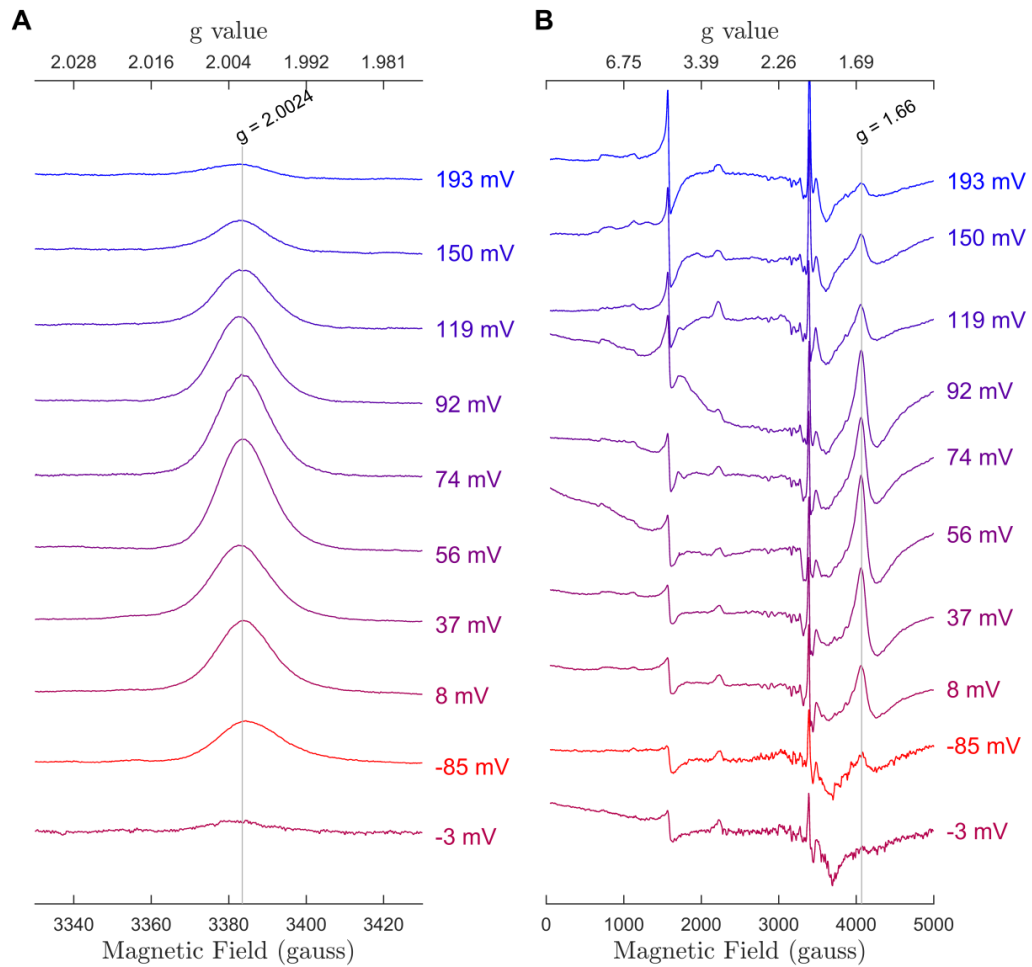 A
g value
2.028 2.016 2.004 1.992 1.981
g = 2.0024
193 mV
150 mV
119 mV
92 mV
74 mV
56 mV
37 mV
8 mV
-85 mV
-3 mV
3340 3360 3380 3400 3420
Magnetic Field (gauss)
B
g value
6.75 3.39 2.26 1.69
g = 1.66
193 mV
150 mV
119 mV
92 mV
74 mV
56 mV
37 mV
8 mV
-85 mV
-3 mV
0 1000 2000 3000 4000 5000
Magnetic Field (gauss)